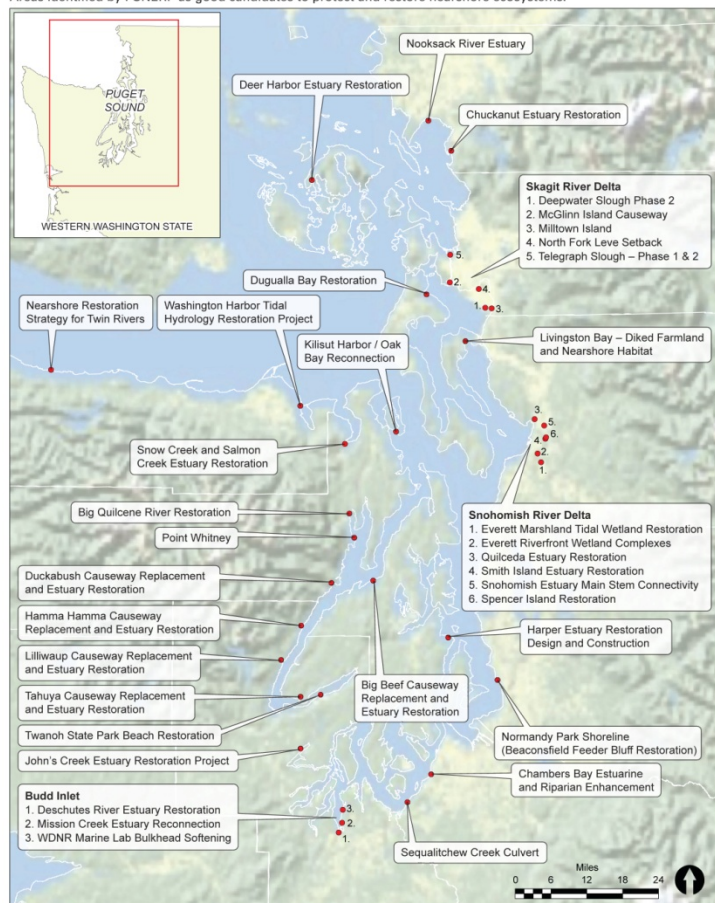 Areas identified by PSNERP as good candidates to protect and restore nearshore ecosystems.
PUGET
SOUND
WESTERN WASHINGTON STATE
Nooksack River Estuary
Deer Harbor Estuary Restoration
Chuckanut Estuary Restoration
Skagit River Delta
1. Deepwater Slough Phase 2
2. McGlinn Island Causeway
3. Milltown Island
4. North Fork Leve Setback
5. Telegraph Slough – Phase 1 & 2
5.
2.
4.
1.
3.
Dugualla Bay Restoration
Nearshore Restoration
Strategy for Twin Rivers
Washington Harbor Tidal
Hydrology Restoration Project
Kilisut Harbor / Oak
Bay Reconnection
Livingston Bay – Diked Farmland
and Nearshore Habitat
3.
5.
6.
4.
2.
1.
Snow Creek and Salmon
Creek Estuary Restoration
Big Quilcene River Restoration
Point Whitney
Snohomish River Delta
1. Everett Marshland Tidal Wetland Restoration
2. Everett Riverfront Wetland Complexes
3. Quilceda Estuary Restoration
4. Smith Island Estuary Restoration
5. Snohomish Estuary Main Stem Connectivity
6. Spencer Island Restoration
Duckabush Causeway Replacement
and Estuary Restoration
Hamma Hamma Causeway
Replacement and Estuary Restoration
Harper Estuary Restoration
Design and Construction
Lilliwaup Causeway Replacement
and Estuary Restoration
Tahuya Causeway Replacement
and Estuary Restoration
Big Beef Causeway
Replacement and
Estuary Restoration
Twanoh State Park Beach Restoration
Normandy Park Shoreline
(Beaconsfield Feeder Bluff Restoration)
John's Creek Estuary Restoration Project
Chambers Bay Estuarine
and Riparian Enhancement
Budd Inlet
1. Deschutes River Estuary Restoration
2. Mission Creek Estuary Reconnection
3. WDNR Marine Lab Bulkhead Softening
3.
2.
1.
Sequalitchew Creek Culvert
Miles
0 6 12 18 24